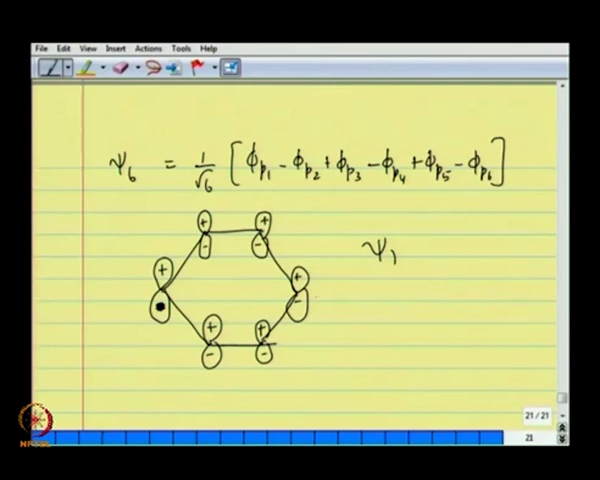 File Edit View Insert Actions Tools Help
ψ₆ = 1/√6 [ϕp₁ - ϕp₂ + ϕp₃ - ϕp₄ + ϕp₅ - ϕp₆]
+ +
- -
+ +
-
+ +
- -
ψ₁
21 / 21
21
NPTEL